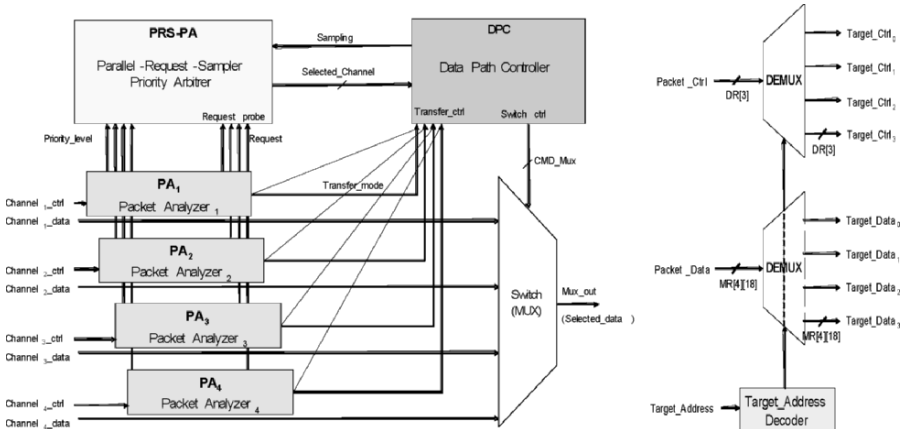 PRS-PA
Parallel -Request -Sampler
Priority Arbitrer
Request probe
Sampling
Selected_Channel
DPC
Data Path Controller
Transfer_ctrl
Switch ctrl
Priority_level
Request
CMD_Mux
Transfer_mode
PA1
Packet Analyzer 1
Channel 1_ctrl
Channel 1_data
PA2
Packet Analyzer 2
Channel 2_ctrl
Channel 2_data
PA3
Packet Analyzer 3
Channel 3_ctrl
Channel 3_data
PA4
Packet Analyzer 4
Channel 4_ctrl
Channel 4_data
Switch
(MUX)
Mux_out
(Selected_data )
Packet_Ctrl
DR[3]
DEMUX
Target_Ctrl0
Target_Ctrl1
Target_Ctrl2
Target_Ctrl3
DR[3]
Packet _Data
MR[4][18]
DEMUX
Target_Data0
Target_Data1
Target_Data2
Target_Data3
MR[4][18]
Target_Address
Target_Address
Decoder